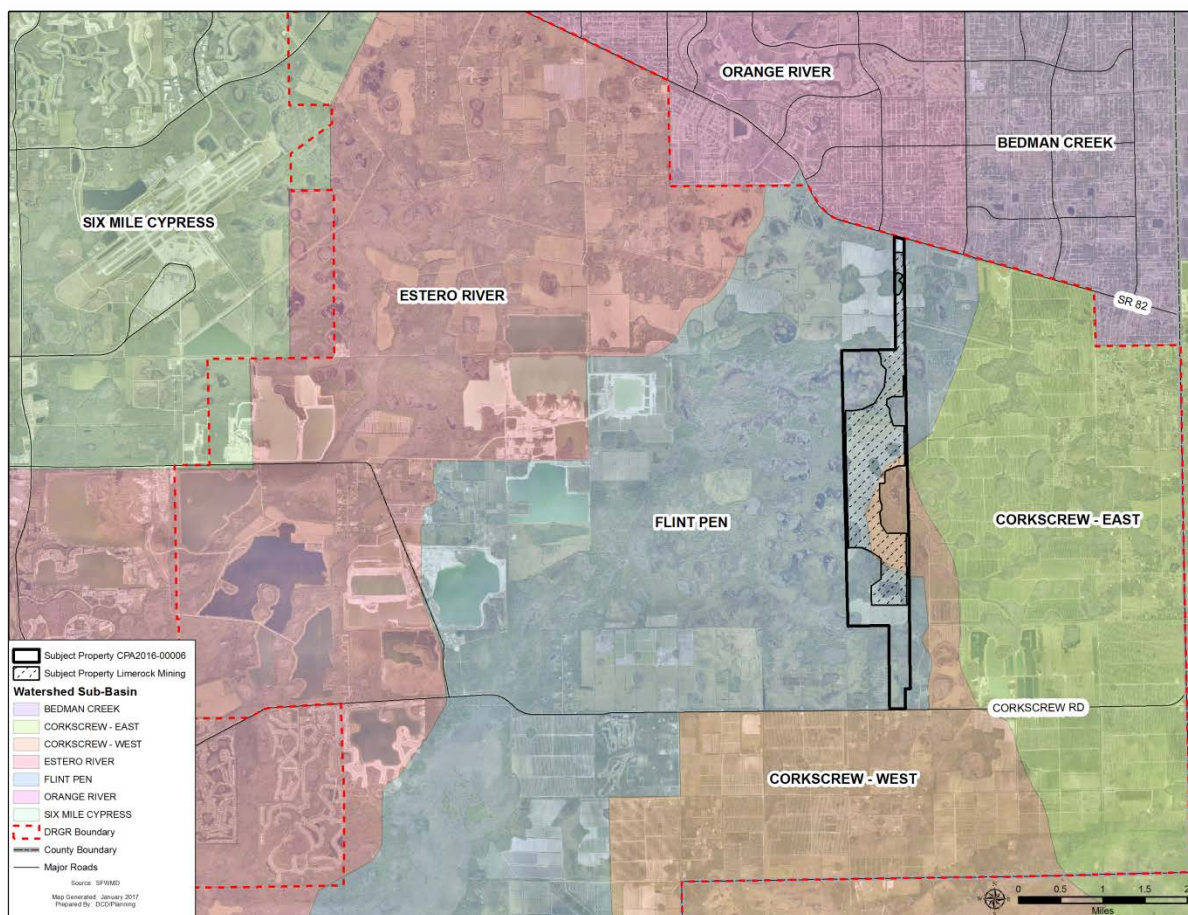 ORANGE RIVER
BEDMAN CREEK
SIX MILE CYPRESS
ESTERO RIVER
SR 82
FLINT PEN
CORKSCREW - EAST
CORKSCREW RD
CORKSCREW - WEST
Subject Property CPA2016-00006
Subject Property Limerock Mining
Watershed Sub-Basin
BEDMAN CREEK
CORKSCREW - EAST
CORKSCREW - WEST
ESTERO RIVER
FLINT PEN
ORANGE RIVER
SIX MILE CYPRESS
DRGR Boundary
County Boundary
Major Roads
Source: SFWMD
Map Generated: January 2017
Prepared By: DCD/Planning
0 0.5 1 1.5 2
Miles